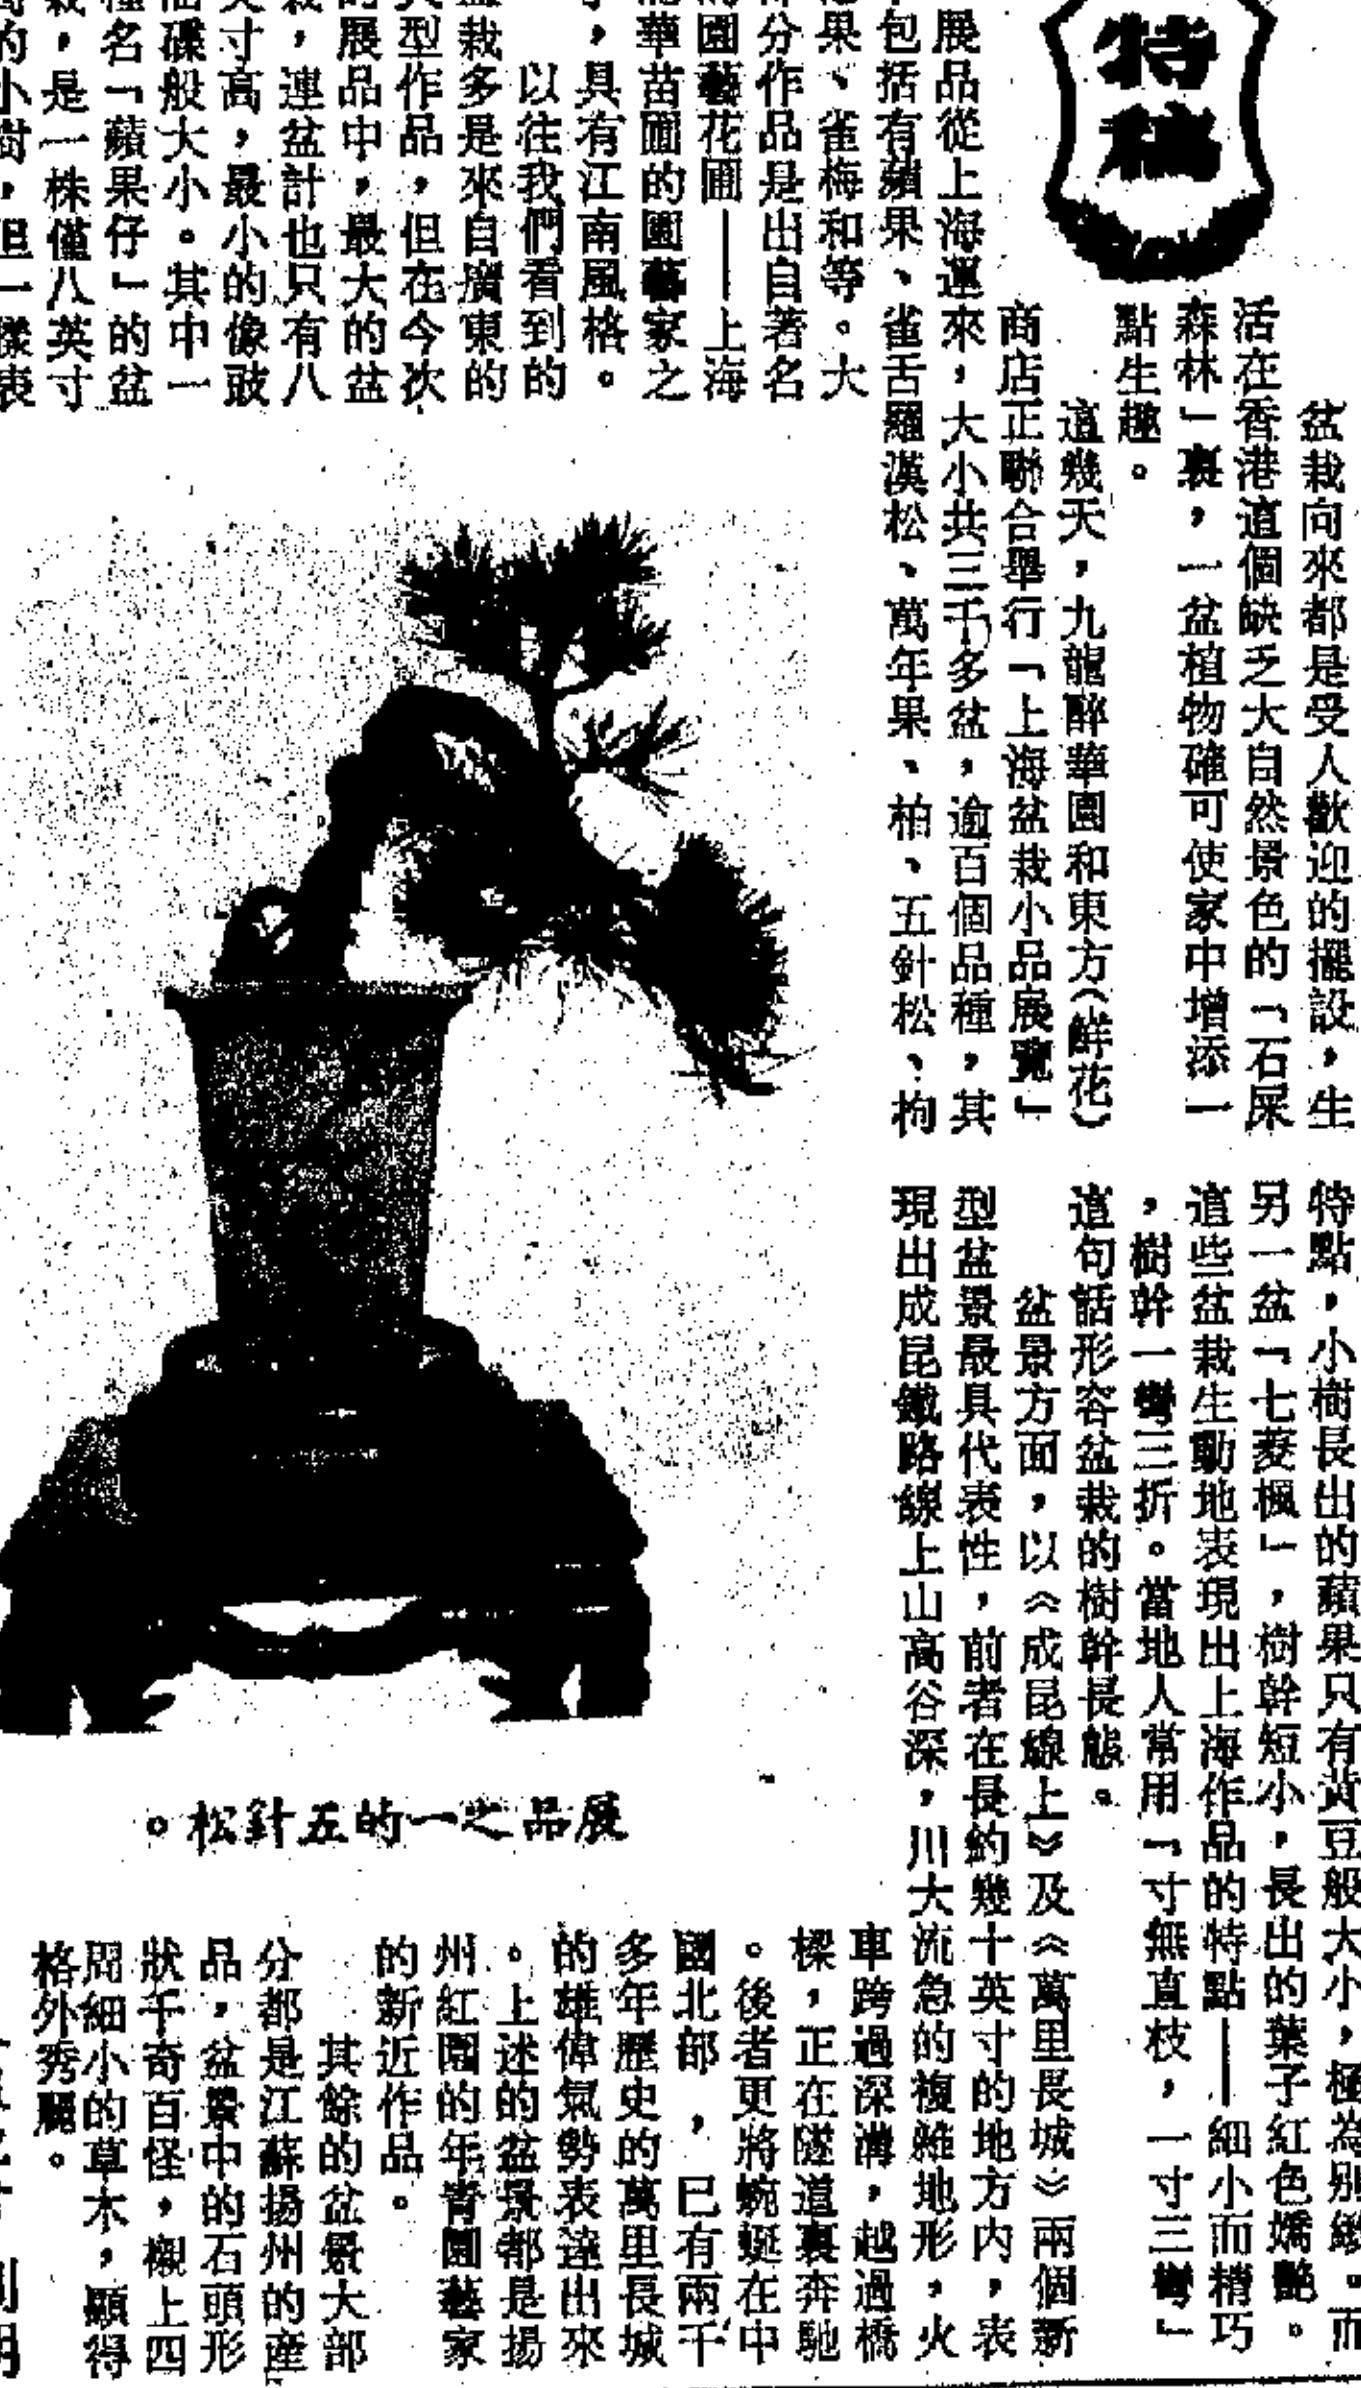 特稿
盆栽向來都是受人歡迎的擺設，生
活在香港這個缺乏大自然景色的「石屎
森林」裏，一盆植物確可使家中增添一
點生趣。
這幾天，九龍醉華園和東方（鮮花）
商店正聯合舉行「上海盆栽小品展覽」
展品從上海運來，大小共三千多盆，逾百個品種，其
中包括有蘋果、雀舌羅漢松、萬年果、柏、五針松、枸
杞果、雀梅和等。大
部分作品是出自著名
的園藝花圃——上海
龍華苗圃的園藝家之
手，具有江南風格。
以往我們看到的
盆栽多是來自廣東的
典型作品，但在今次
的展品中，最大的盆
栽，連盆計也只有八
英寸高，最小的像豉
油碟般大小。其中一
種名「蘋果仔」的盆
栽，是一株僅八英寸
高的小樹，但一樣表
特點，小樹長出的蘋果只有黃豆般大小，極為別緻。而
另一盆「七菱楓」，樹幹短小，長出的葉子紅色嬌艷。
這些盆栽生動地表現出上海作品的特點——細小而精巧
，樹幹一彎三折。當地人常用「寸無直枝，一寸三彎」
這句話形容盆栽的樹幹長態。
盆景方面，以《成昆線上》及《萬里長城》兩個新
型盆景最具代表性，前者在長約幾十英寸的地方內，表
現出成昆鐵路線上山高谷深，川大流急的複雜地形，火
車跨過深溝，越過橋
樑，正在隧道裏奔馳
。後者更將蜿蜒在中
國北部，已有兩千
多年歷史的萬里長城
的雄偉氣勢表達出來
。上述的盆景都是揚
州紅園的年青園藝家
的新近作品。
其餘的盆景大部
分都是江蘇揚州的產
品，盆景中的石頭形
狀千奇百怪，襯上四
周細小的草木，顯得
格外秀麗。
展品之一的五針松。